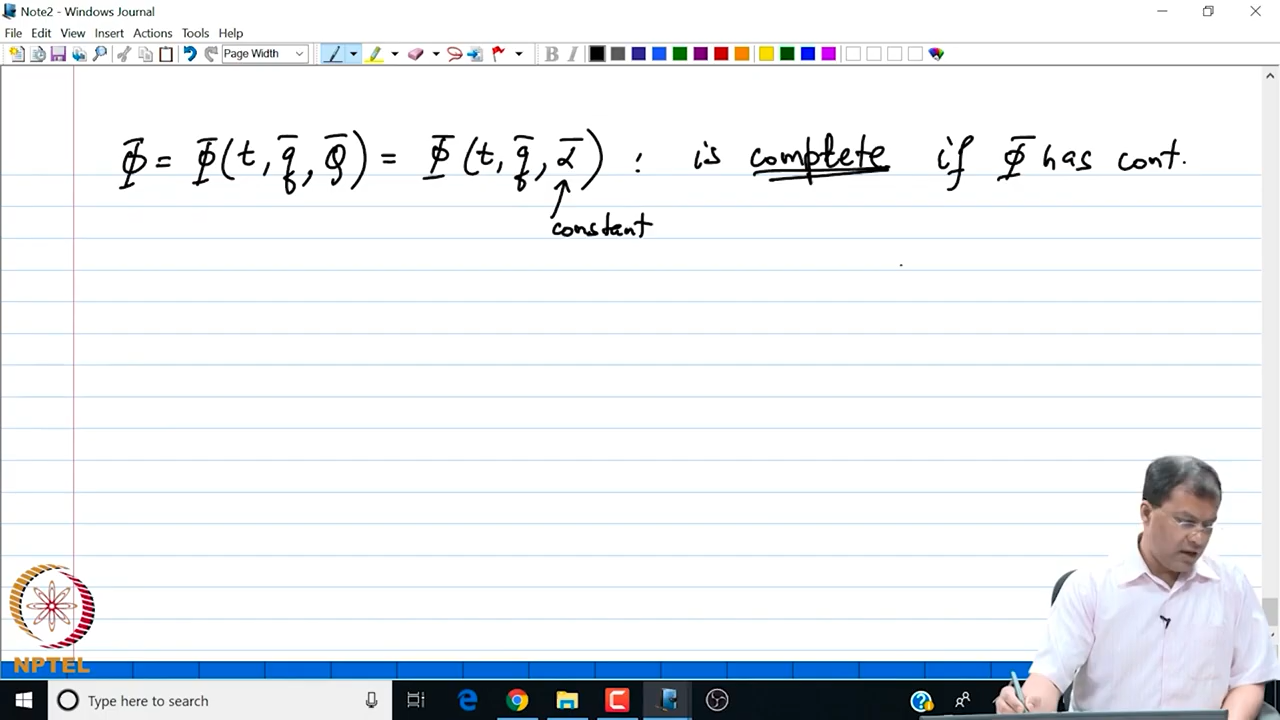 Note2 - Windows Journal
File Edit View Insert Actions Tools Help
Page Width
B I
Φ = Φ(t, q̄, Q̄) = Φ(t, q̄, ᾱ) : is complete if Φ has cont.
constant
NPTEL
Type here to search